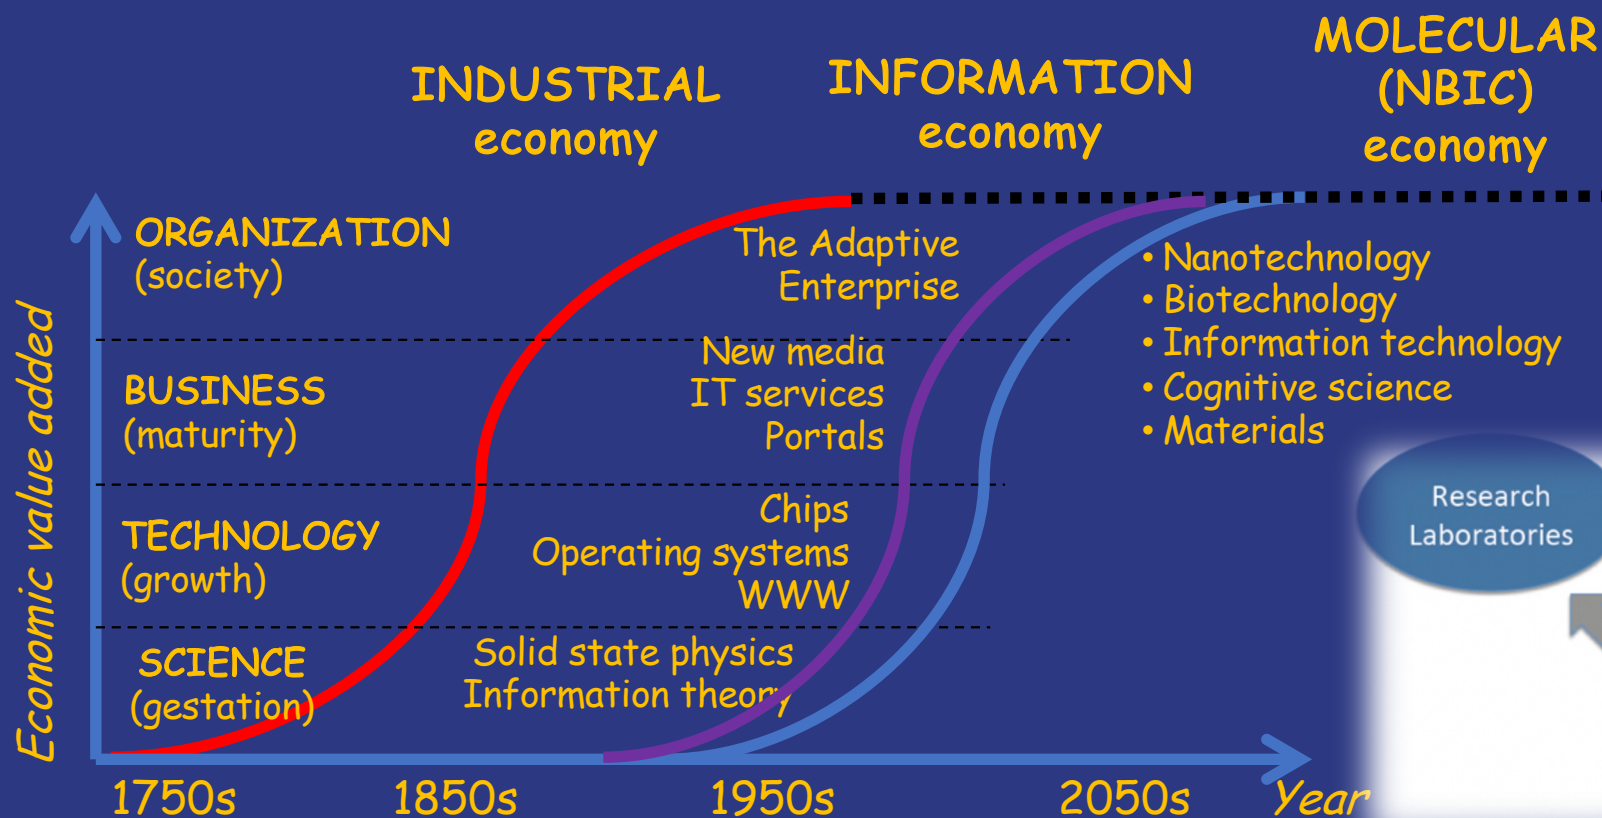 INDUSTRIAL
economy
INFORMATION
economy
MOLECULAR
(NBIC)
economy
Economic value added
ORGANIZATION
(society)
BUSINESS
(maturity)
TECHNOLOGY
(growth)
SCIENCE
(gestation)
The Adaptive
Enterprise
New media
IT services
Portals
Chips
Operating systems
WWW
Solid state physics
Information theory
• Nanotechnology
• Biotechnology
• Information technology
• Cognitive science
• Materials
Research
Laboratories
1750s
1850s
1950s
2050s
Year